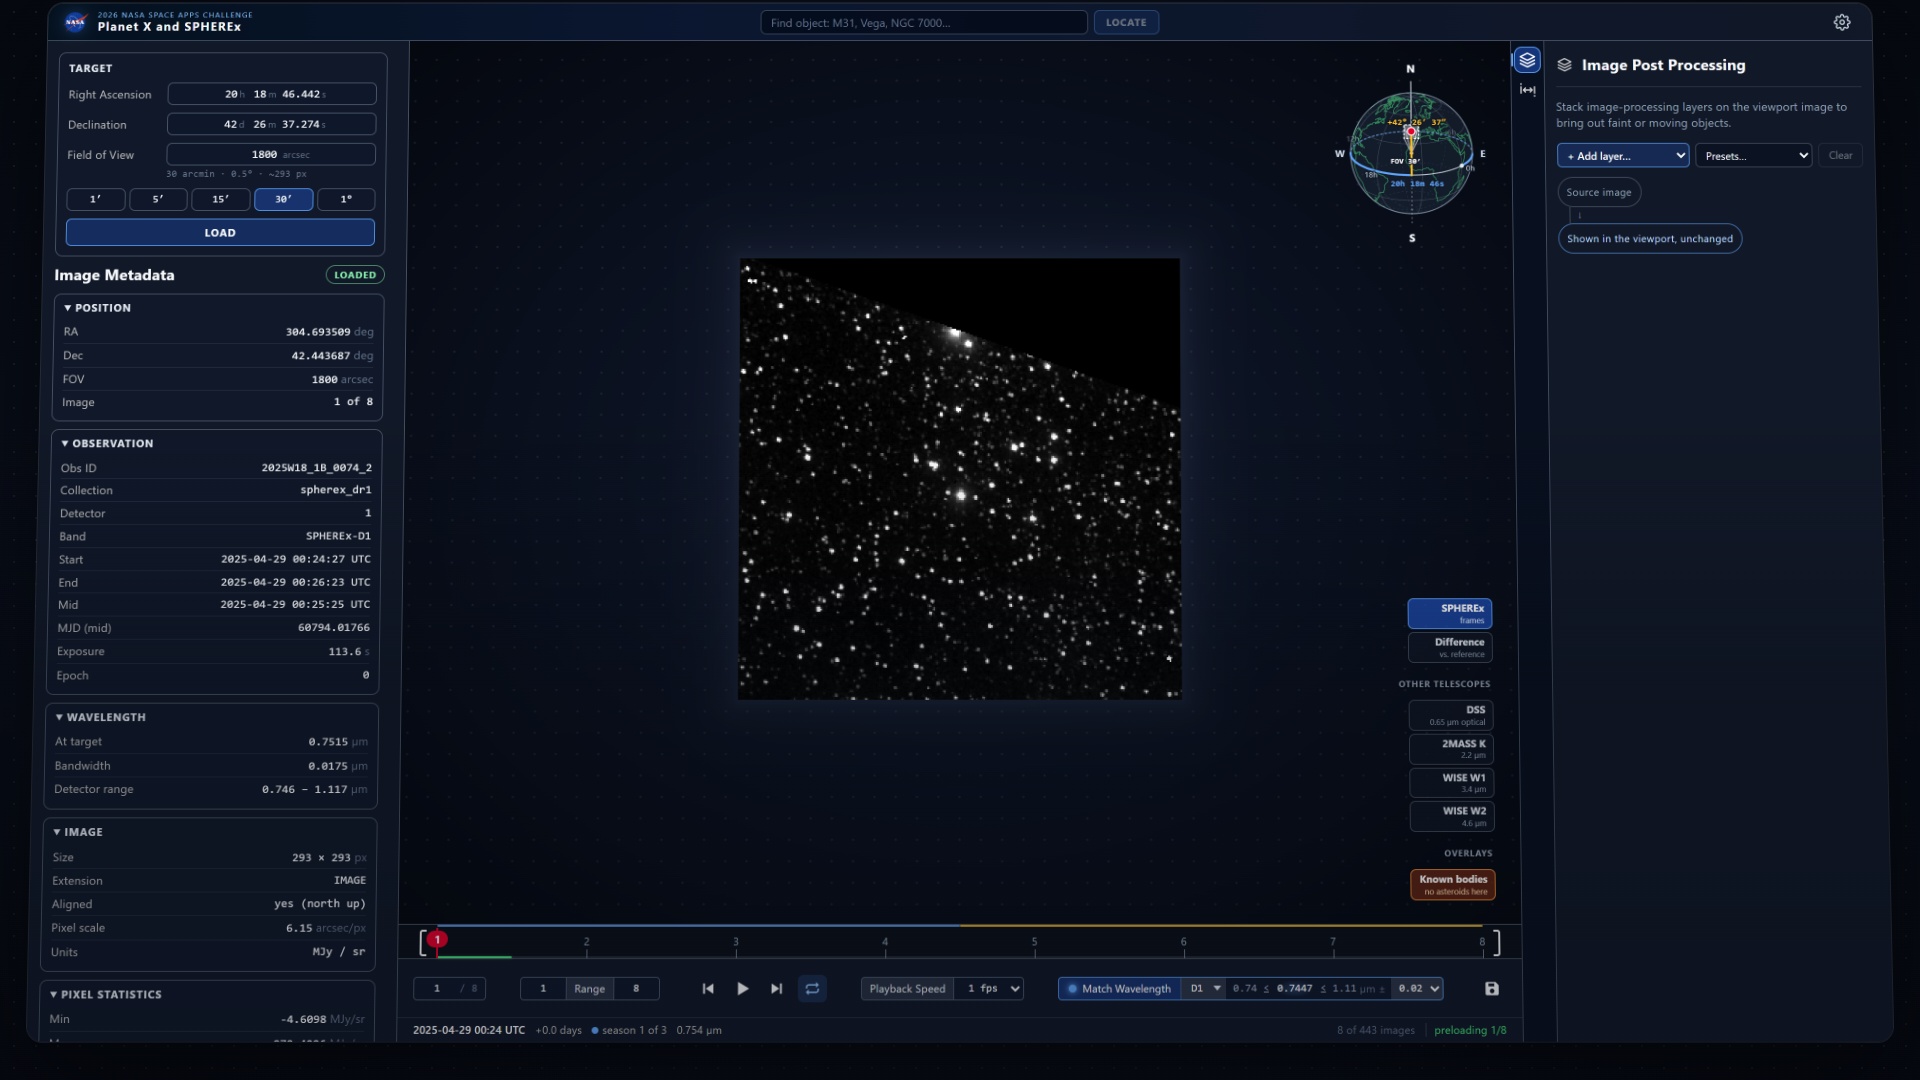 NASA
2026 NASA SPACE APPS CHALLENGE
Planet X and SPHEREx
Find object: M31, Vega, NGC 7000...
LOCATE
TARGET
Right Ascension 20h 18m 46.442s
Declination 42d 26m 37.274s
Field of View 1800 arcsec
30 arcmin · 0.5° · ~293 px
1′ 5′ 15′ 30′ 1°
LOAD
Image Metadata LOADED
▼ POSITION
RA 304.693509 deg
Dec 42.443687 deg
FOV 1800 arcsec
Image 1 of 8
▼ OBSERVATION
Obs ID 2025W18_1B_0074_2
Collection spherex_dr1
Detector 1
Band SPHEREx-D1
Start 2025-04-29 00:24:27 UTC
End 2025-04-29 00:26:23 UTC
Mid 2025-04-29 00:25:25 UTC
MJD (mid) 60794.01766
Exposure 113.6 s
Epoch 0
▼ WAVELENGTH
At target 0.7515 µm
Bandwidth 0.0175 µm
Detector range 0.746 – 1.117 µm
▼ IMAGE
Size 293 × 293 px
Extension IMAGE
Aligned yes (north up)
Pixel scale 6.15 arcsec/px
Units MJy / sr
▼ PIXEL STATISTICS
Min -4.6098 MJy/sr
N
+42° 26′ 37″
W E
FOV 30′
18h 0h
20h 18m 46s
S
SPHEREx
frames
Difference
vs. reference
OTHER TELESCOPES
DSS
0.65 µm optical
2MASS K
2.2 µm
WISE W1
3.4 µm
WISE W2
4.6 µm
OVERLAYS
Known bodies
no asteroids here
1 2 3 4 5 6 7 8
1 / 8 1 Range 8 Playback Speed 1 fps Match Wavelength D1 0.74 ≤ 0.7447 ≤ 1.11 µm ± 0.02
2025-04-29 00:24 UTC +0.0 days season 1 of 3 0.754 µm 8 of 443 images preloading 1/8
Image Post Processing
Stack image-processing layers on the viewport image to
bring out faint or moving objects.
+ Add layer... Presets... Clear
Source image
↓
Shown in the viewport, unchanged